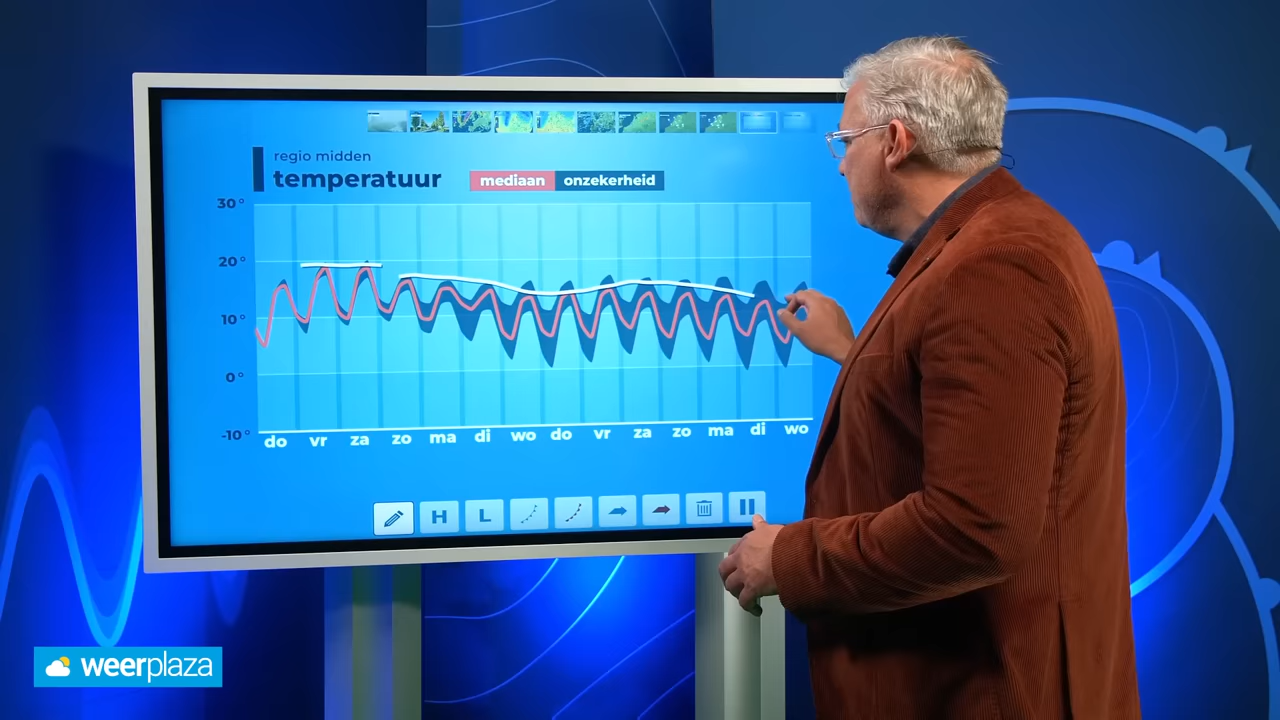 regio midden
temperatuur
mediaan onzekerheid
30°
20°
10°
0°
-10°
do vr za zo ma di wo do vr za zo ma di wo
H L
weerplaza